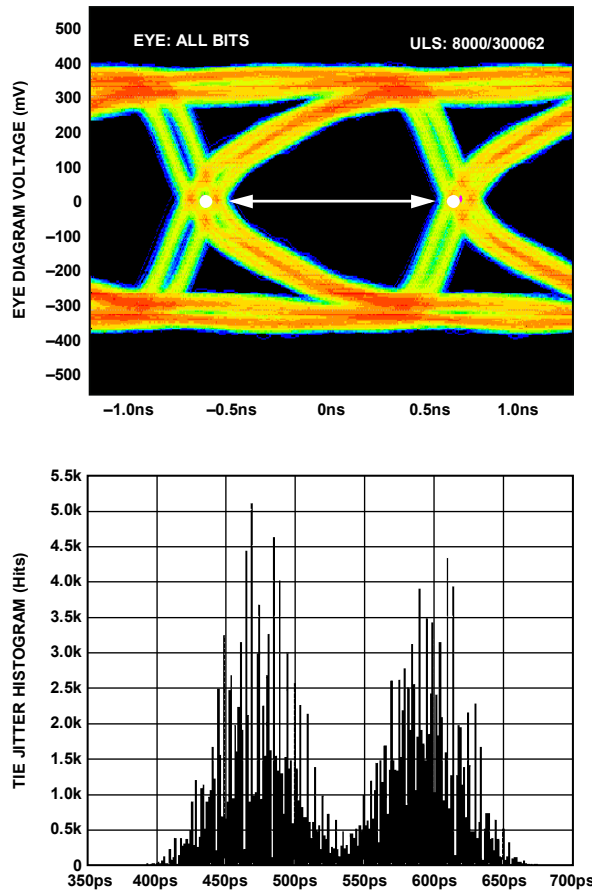 EYE: ALL BITS
ULS: 8000/300062
EYE DIAGRAM VOLTAGE (mV)
500
400
300
200
100
0
–100
–200
–300
–400
–500
–1.0ns –0.5ns 0ns 0.5ns 1.0ns
TIE JITTER HISTOGRAM (Hits)
5.5k
5.0k
4.5k
4.0k
3.5k
3.0k
2.5k
2.0k
1.5k
1.0k
0.5k
0
350ps 400ps 450ps 500ps 550ps 600ps 650ps 700ps